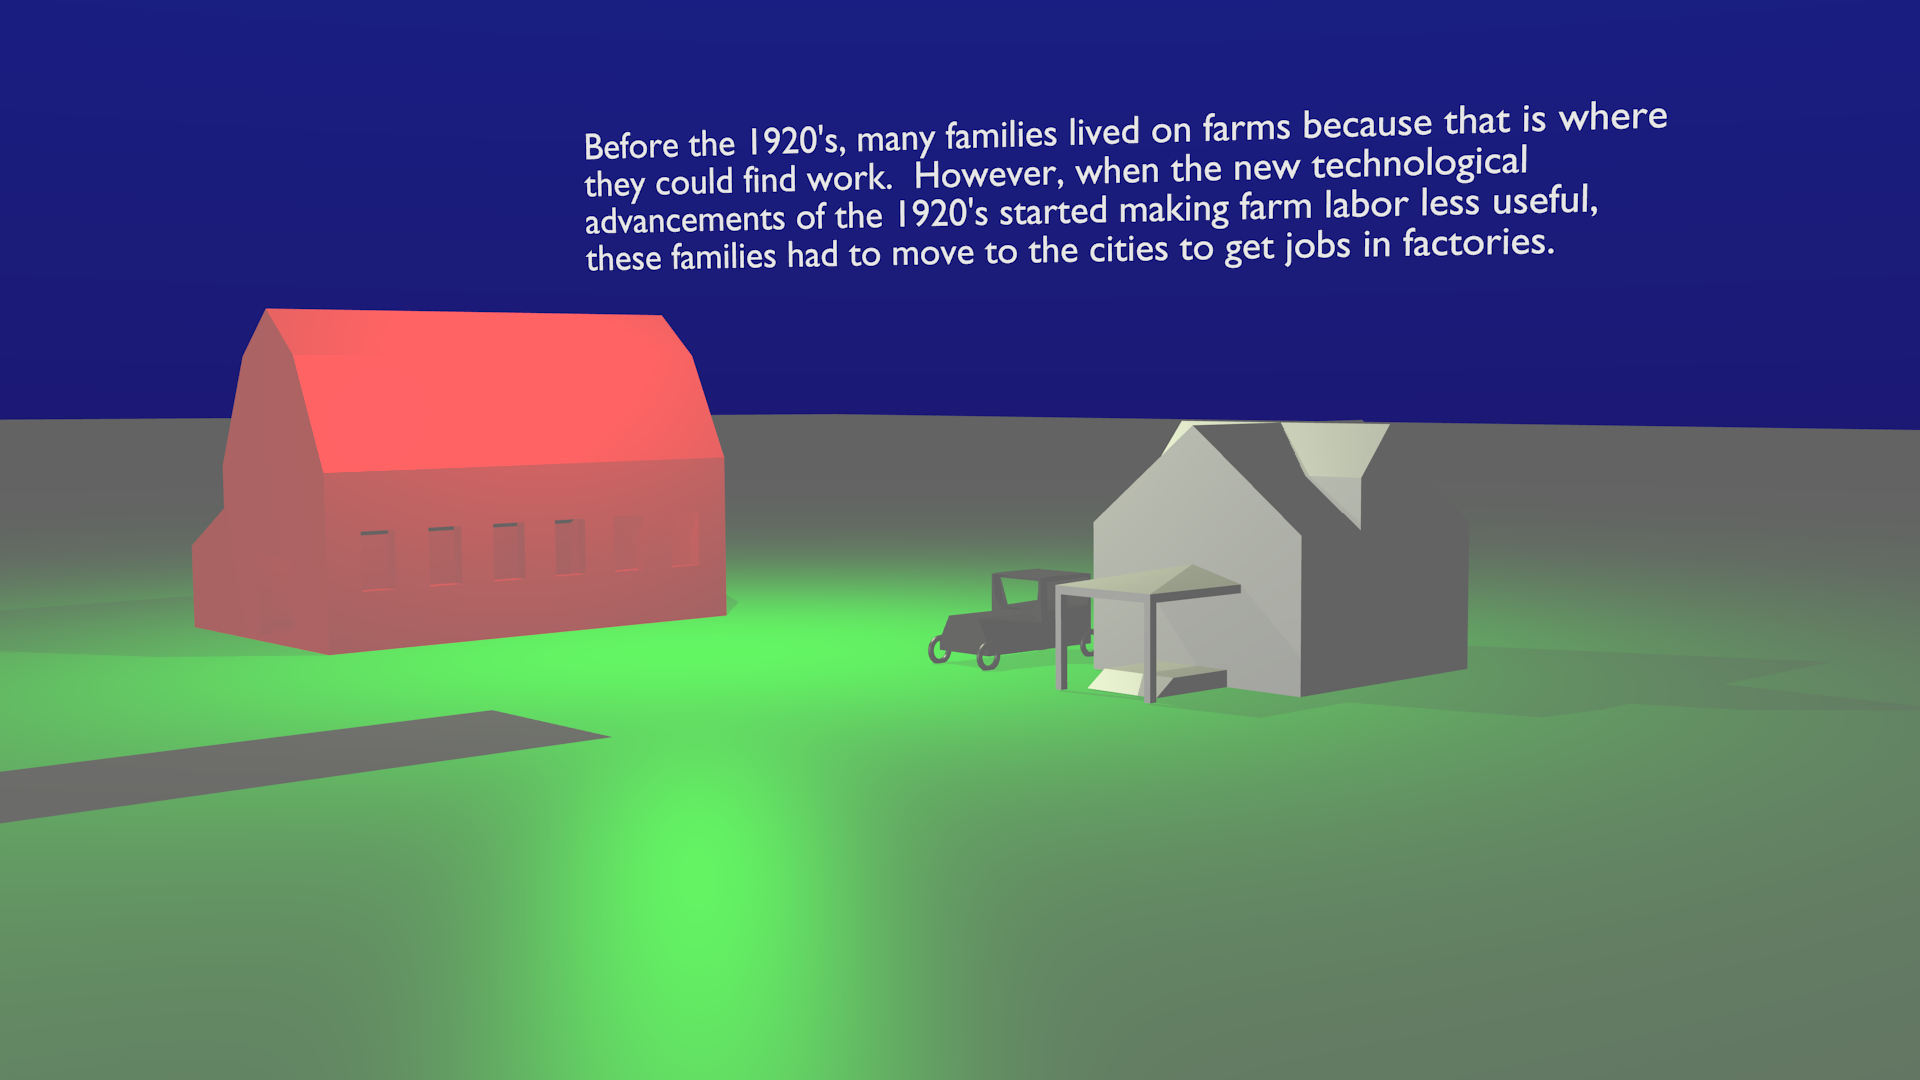 Before the 1920's, many families lived on farms because that is where
they could find work.  However, when the new technological
advancements of the 1920's started making farm labor less useful,
these families had to move to the cities to get jobs in factories.